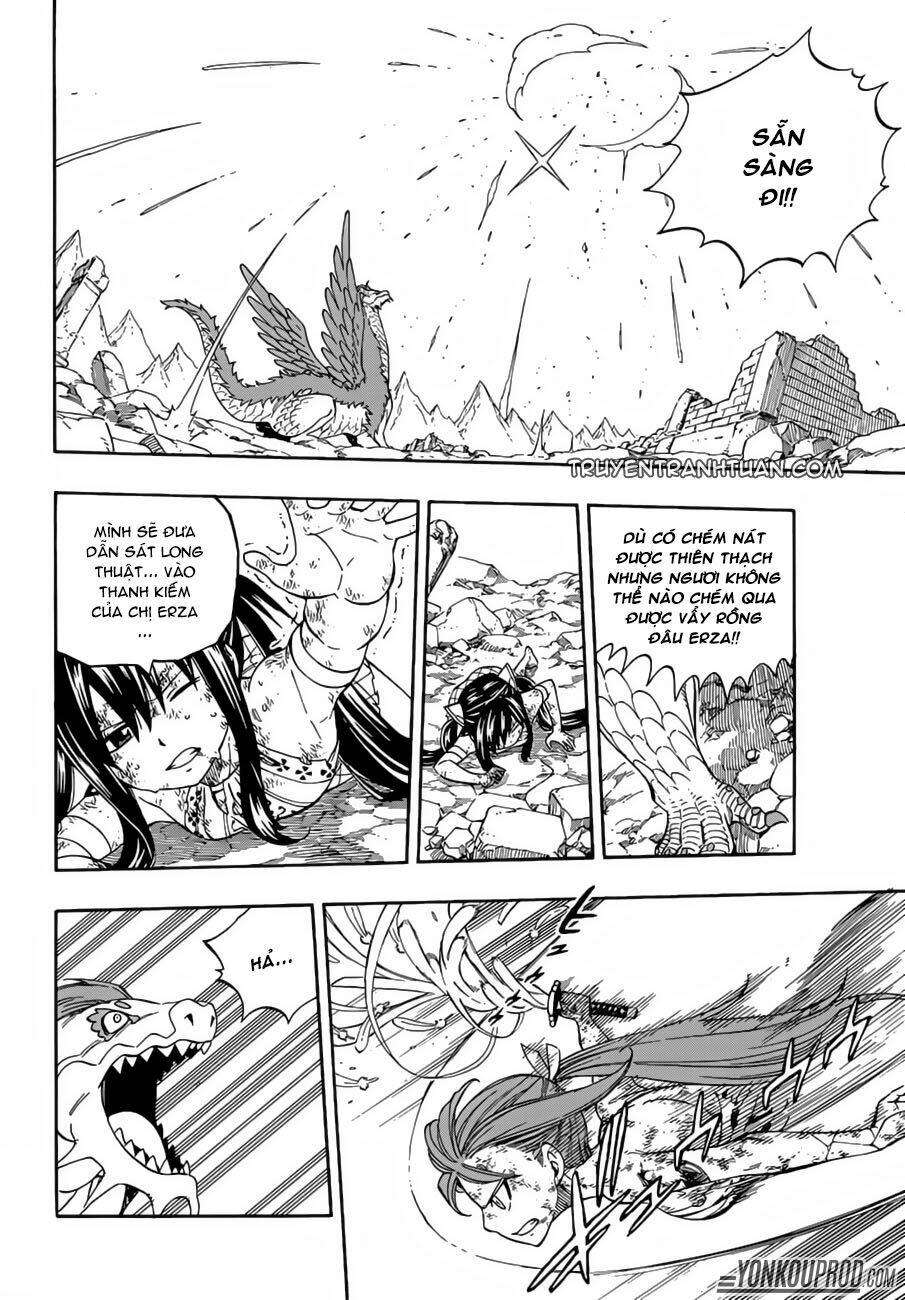 SẴN
SÀNG
ĐI!!
TRUYENTRANHTUAN.COM
MÌNH SẼ ĐƯA
DẪN SÁT LONG
THUẬT... VÀO
THANH KIẾM
CỦA CHỊ ERZA
...
DÙ CÓ CHÉM NÁT
ĐƯỢC THIÊN THẠCH
NHƯNG NGƯƠI KHÔNG
THỂ NÀO CHÉM QUA
ĐƯỢC VẨY RỒNG
ĐÂU ERZA!!
HẢ...
YONKOUPROD.COM